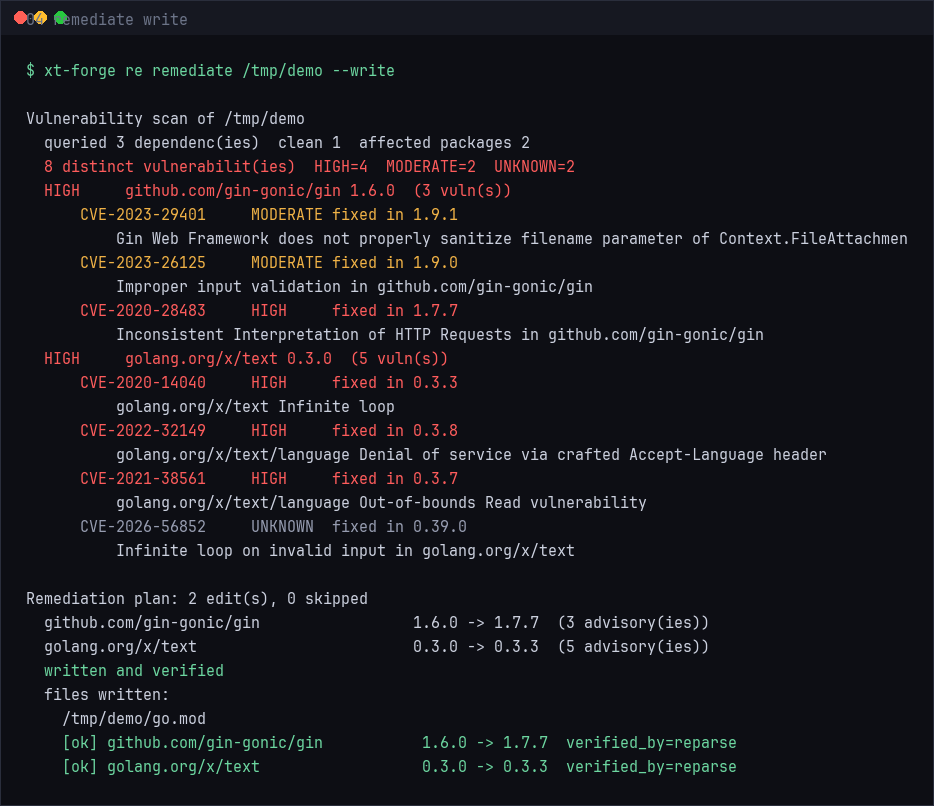 04 remediate write
$ xt-forge re remediate /tmp/demo --write
Vulnerability scan of /tmp/demo
queried 3 dependenc(ies)  clean 1  affected packages 2
8 distinct vulnerabilit(ies)  HIGH=4  MODERATE=2  UNKNOWN=2
HIGH     github.com/gin-gonic/gin 1.6.0  (3 vuln(s))
CVE-2023-29401     MODERATE fixed in 1.9.1
Gin Web Framework does not properly sanitize filename parameter of Context.FileAttachmen
CVE-2023-26125     MODERATE fixed in 1.9.0
Improper input validation in github.com/gin-gonic/gin
CVE-2020-28483     HIGH     fixed in 1.7.7
Inconsistent Interpretation of HTTP Requests in github.com/gin-gonic/gin
HIGH     golang.org/x/text 0.3.0  (5 vuln(s))
CVE-2020-14040     HIGH     fixed in 0.3.3
golang.org/x/text Infinite loop
CVE-2022-32149     HIGH     fixed in 0.3.8
golang.org/x/text/language Denial of service via crafted Accept-Language header
CVE-2021-38561     HIGH     fixed in 0.3.7
golang.org/x/text/language Out-of-bounds Read vulnerability
CVE-2026-56852     UNKNOWN  fixed in 0.39.0
Infinite loop on invalid input in golang.org/x/text
Remediation plan: 2 edit(s), 0 skipped
github.com/gin-gonic/gin                 1.6.0 -> 1.7.7  (3 advisory(ies))
golang.org/x/text                        0.3.0 -> 0.3.3  (5 advisory(ies))
written and verified
files written:
/tmp/demo/go.mod
[ok] github.com/gin-gonic/gin           1.6.0 -> 1.7.7  verified_by=reparse
[ok] golang.org/x/text                  0.3.0 -> 0.3.3  verified_by=reparse